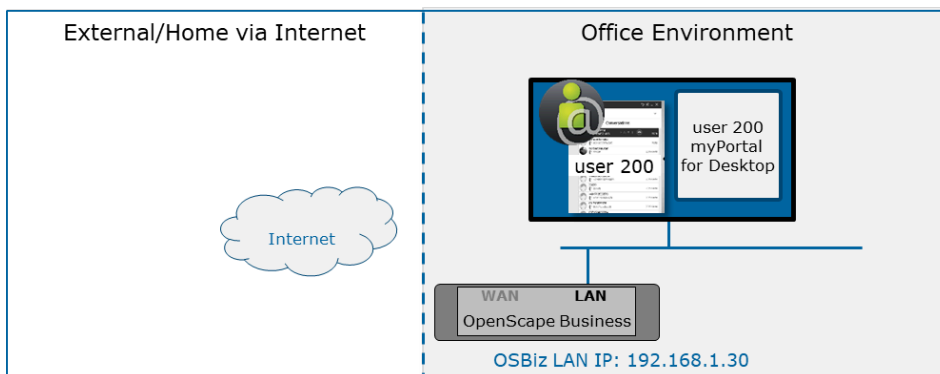 External/Home via Internet
Office Environment
user 200
user 200
myPortal
for Desktop
Internet
WAN LAN
OpenScape Business
OSBiz LAN IP: 192.168.1.30